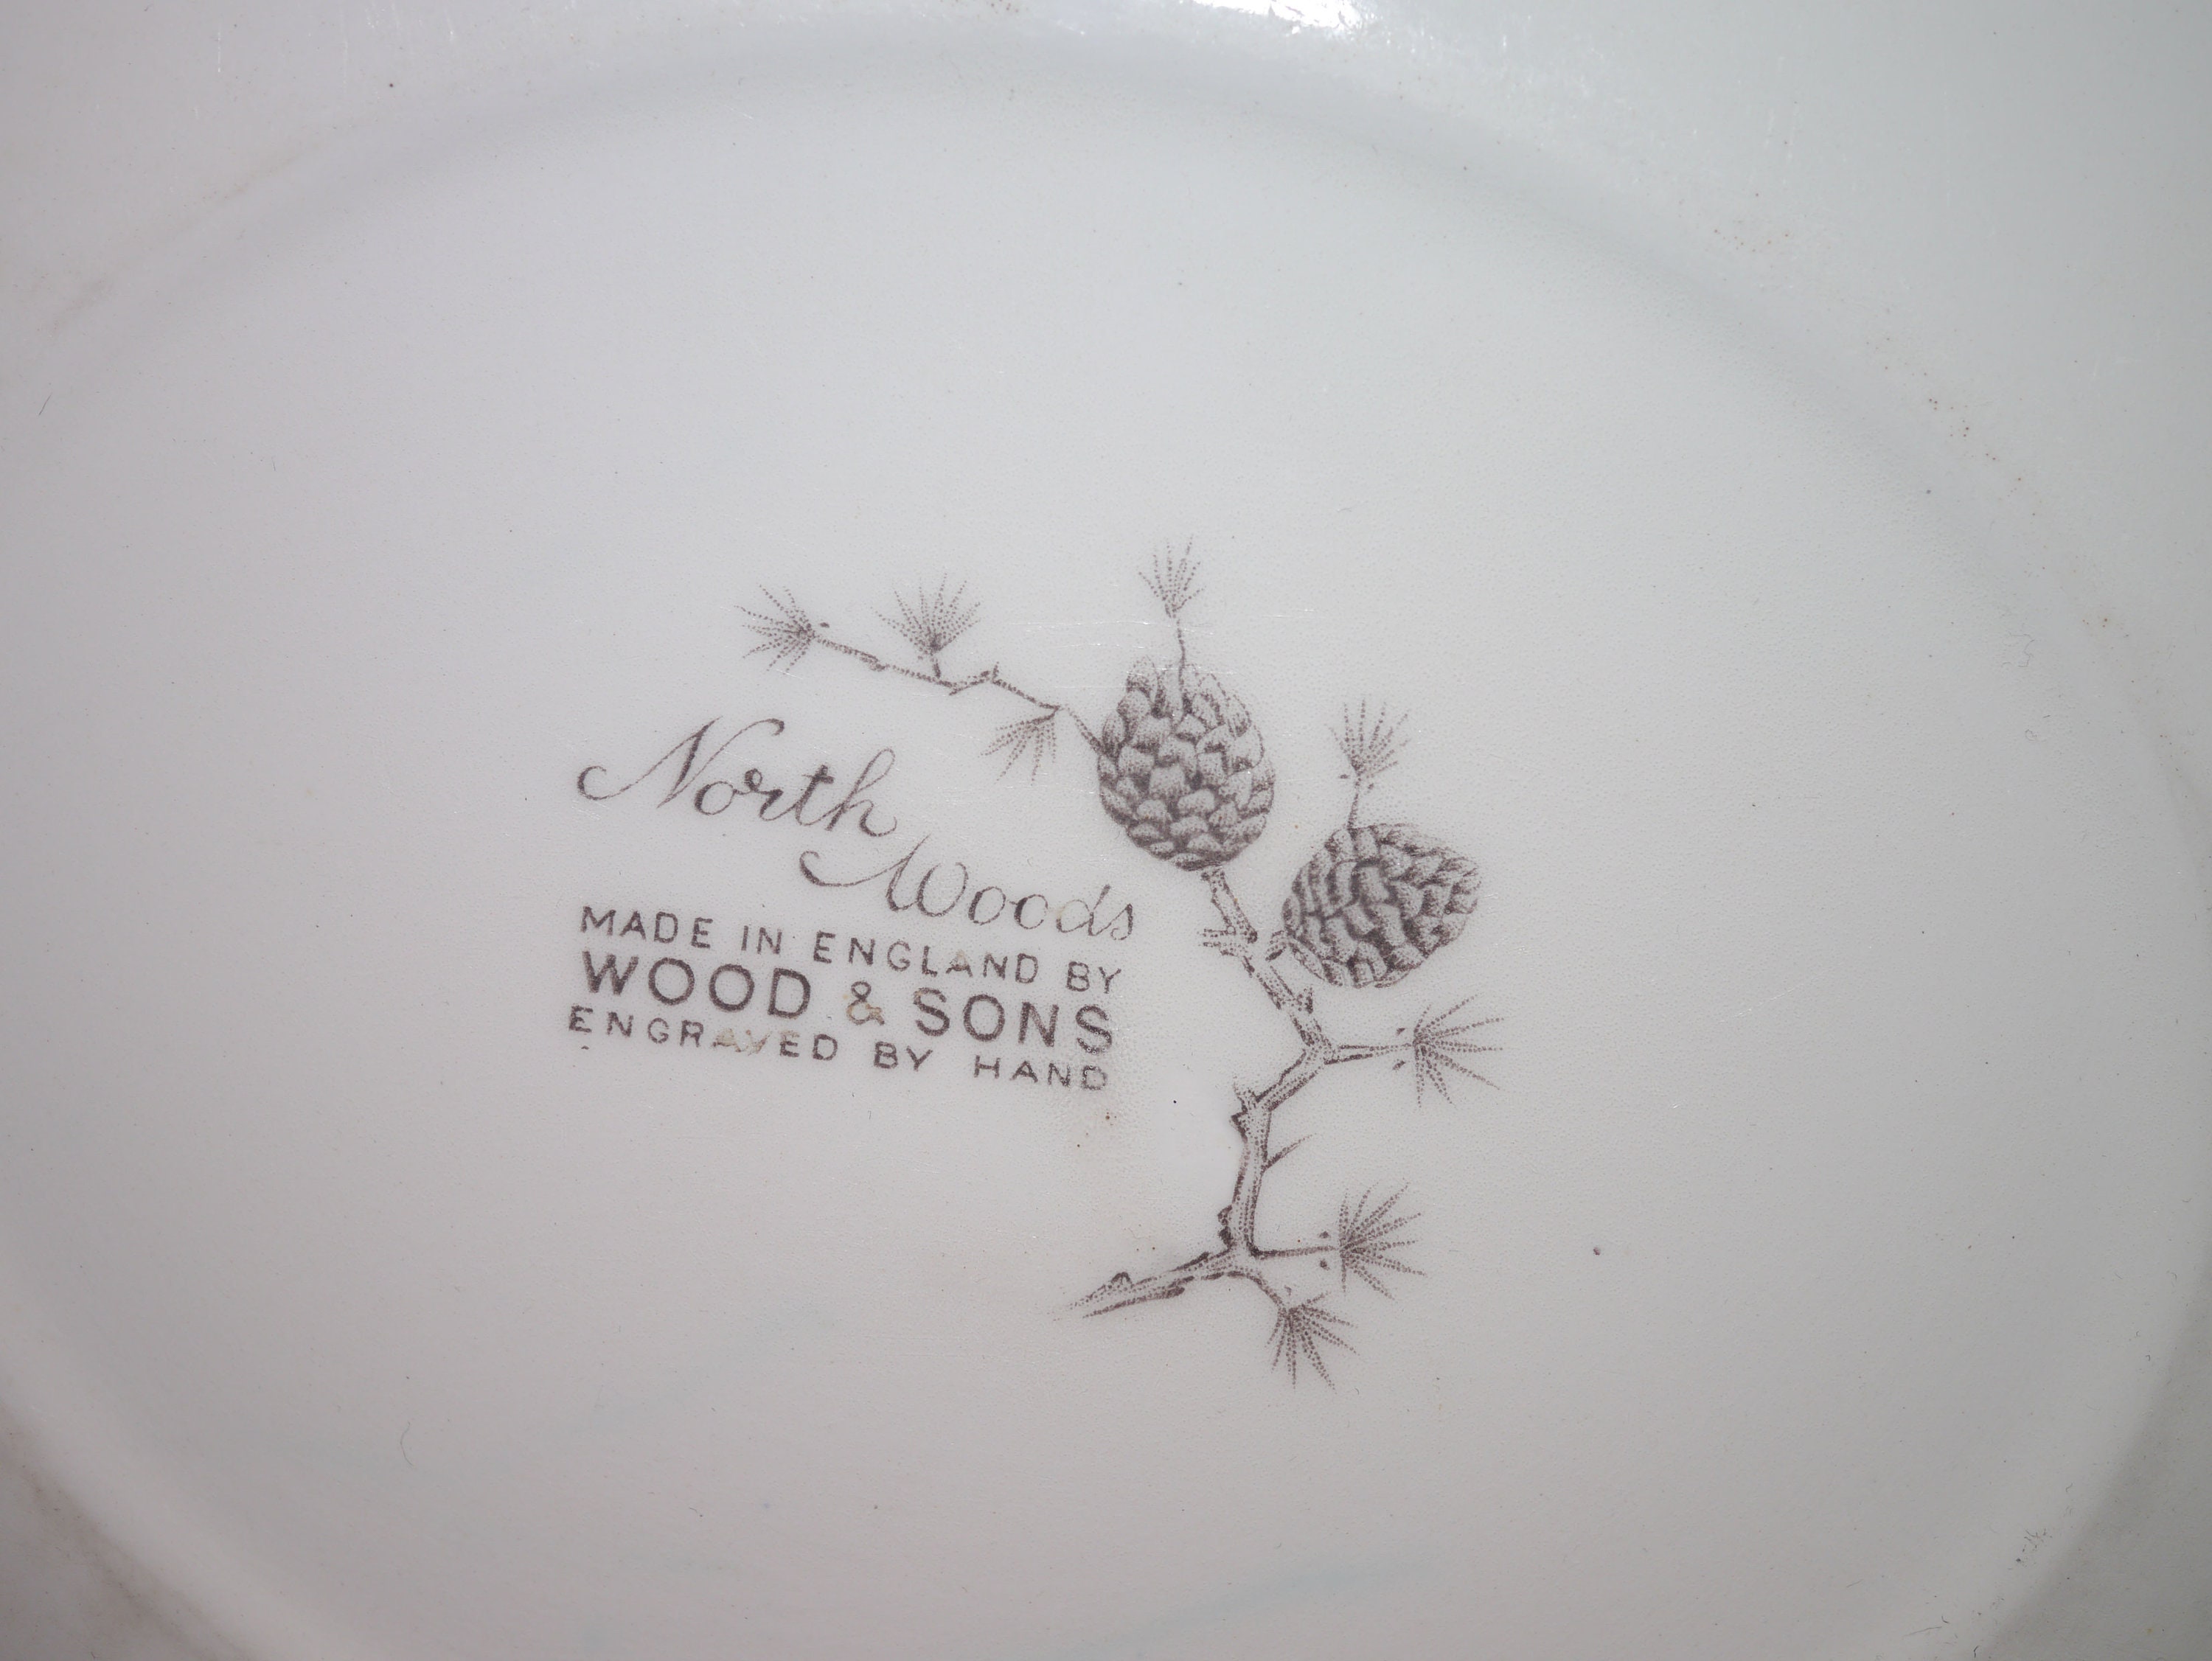 North
Woods
MADE IN ENGLAND BY
WOOD & SONS
ENGRAVED BY HAND